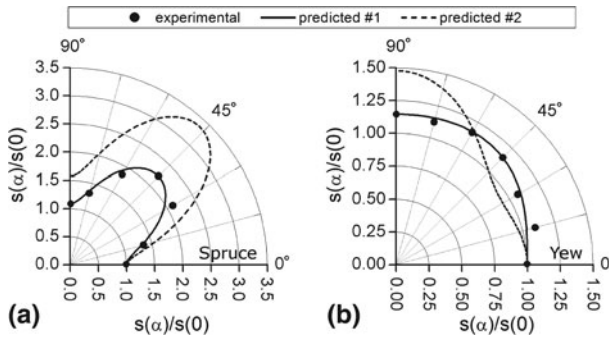 experimental predicted #1 predicted #2
90°
3.5
3.0
2.5
2.0
1.5
1.0
0.5
0.0
s(α)/s(0)
45°
Spruce
0°
0.0 0.5 1.0 1.5 2.0 2.5 3.0 3.5
(a) s(α)/s(0)
90°
1.50
1.25
1.00
0.75
0.50
0.25
0.00
s(α)/s(0)
45°
Yew
0
0.00 0.25 0.50 0.75 1.00 1.25 1.50
(b) s(α)/s(0)